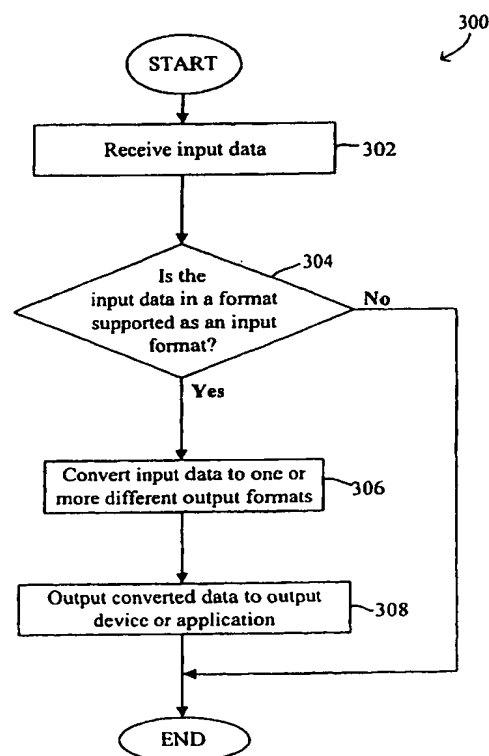 300
START
Receive input data
302
304
Is the
input data in a format
supported as an input
format?
No
Yes
Convert input data to one or
more different output formats
306
Output converted data to output
device or application
308
END